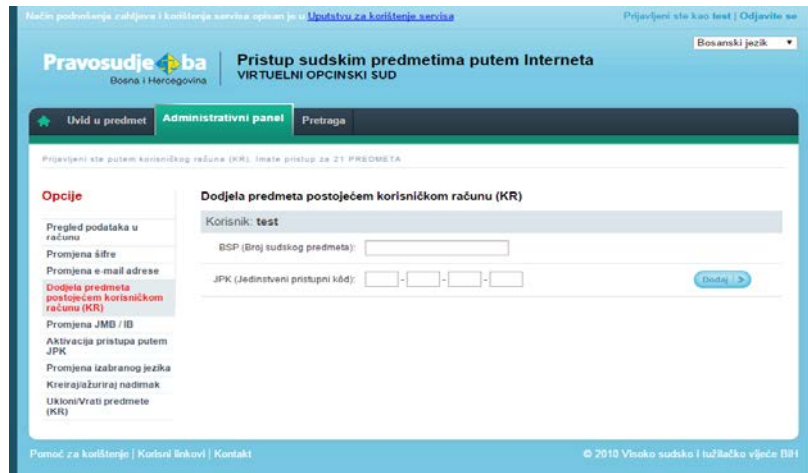 Način podnošenja zahtjeva i korištenja servisa opisan je u Uputstvu za korištenje servisa
Prijavljeni ste kao test | Odjavite se
Bosanski jezik
Pravosudje ba
Bosna i Hercegovina
Pristup sudskim predmetima putem Interneta
VIRTUELNI OPCINSKI SUD
Uvid u predmet
Administrativni panel
Pretraga
Prijavljeni ste putem korisničkog računa (KR). Imate pristup za 21 PREDMETA
Opcije
Pregled podataka u
računu
Promjena šifre
Promjena e-mail adrese
Dodjela predmeta
postojećem korisničkom
računu (KR)
Promjena JMB / IB
Aktivacija pristupa putem
JPK
Promjena izabranog jezika
Kreiraj/ažuriraj nadimak
Ukloni/Vrati predmete
(KR)
Dodjela predmeta postojećem korisničkom računu (KR)
Korisnik: test
BSP (Broj sudskog predmeta):
JPK (Jedinstveni pristupni kôd):
- - -
Dodaj >
Pomoć za korištenje | Korisni linkovi | Kontakt
© 2010 Visoko sudsko i tužilačko vijeće BiH